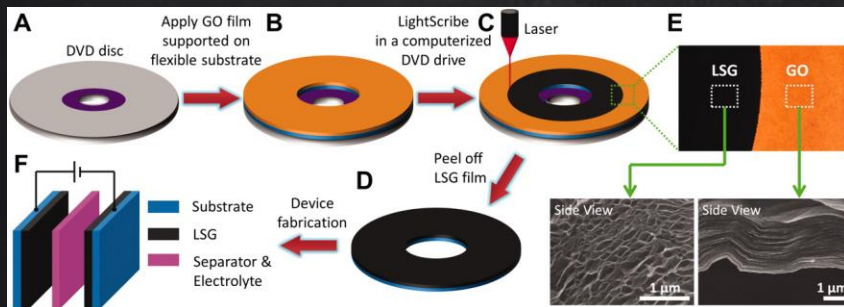 A
DVD disc
Apply GO film
supported on
flexible substrate
B
LightScribe
in a computerized
DVD drive
C
Laser
E
LSG
GO
Peel off
LSG film
D
Device
fabrication
F
Substrate
LSG
Separator &
Electrolyte
Side View
1 μm
Side View
1 μm